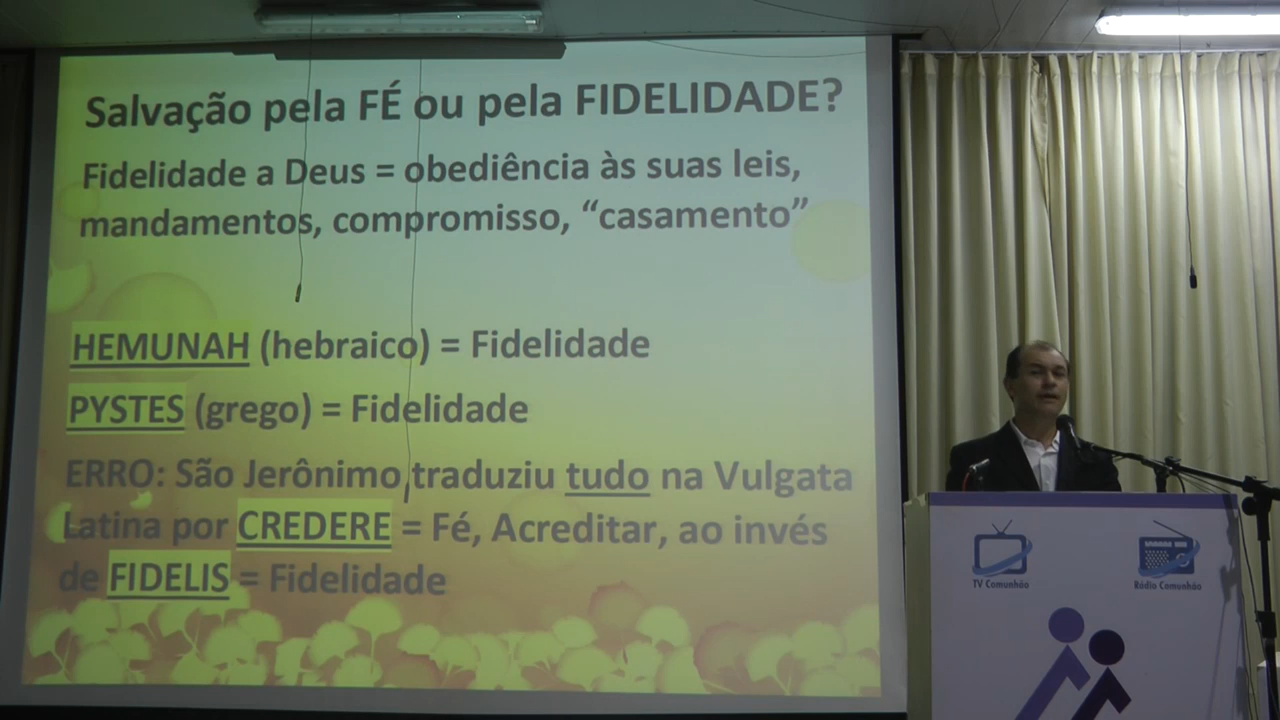 Salvação pela FÉ ou pela FIDELIDADE?
Fidelidade a Deus = obediência às suas leis,
mandamentos, compromisso, “casamento”
HEMUNAH (hebraico) = Fidelidade
PYSTES (grego) = Fidelidade
ERRO: São Jerônimo traduziu tudo na Vulgata
Latina por CREDERE = Fé, Acreditar, ao invés
de FIDELIS = Fidelidade
TV Comunhão
Rádio Comunhão